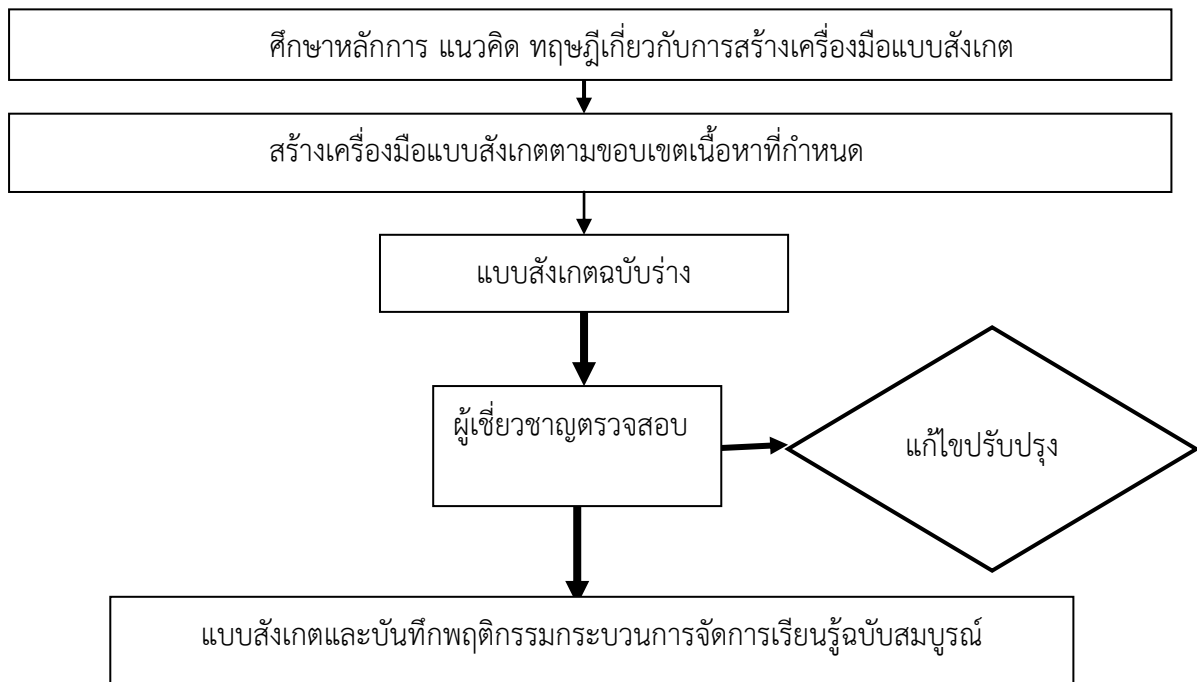 ศึกษาหลักการ แนวคิด ทฤษฎีเกี่ยวกับการสร้างเครื่องมือแบบสังเกต
สร้างเครื่องมือแบบสังเกตตามขอบเขตเนื้อหาที่กำหนด
แบบสังเกตฉบับร่าง
ผู้เชี่ยวชาญตรวจสอบ
แก้ไขปรับปรุง
แบบสังเกตและบันทึกพฤติกรรมกระบวนการจัดการเรียนรู้ฉบับสมบูรณ์